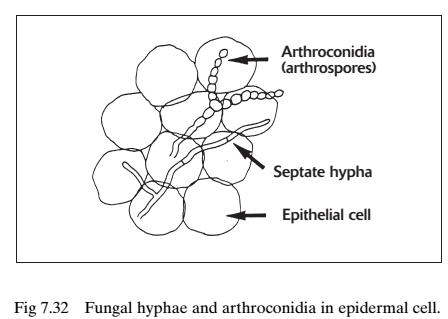 Arthroconidia
(arthrospores)
Septate hypha
Epithelial cell
Fig 7.32 Fungal hyphae and arthroconidia in epidermal cell.